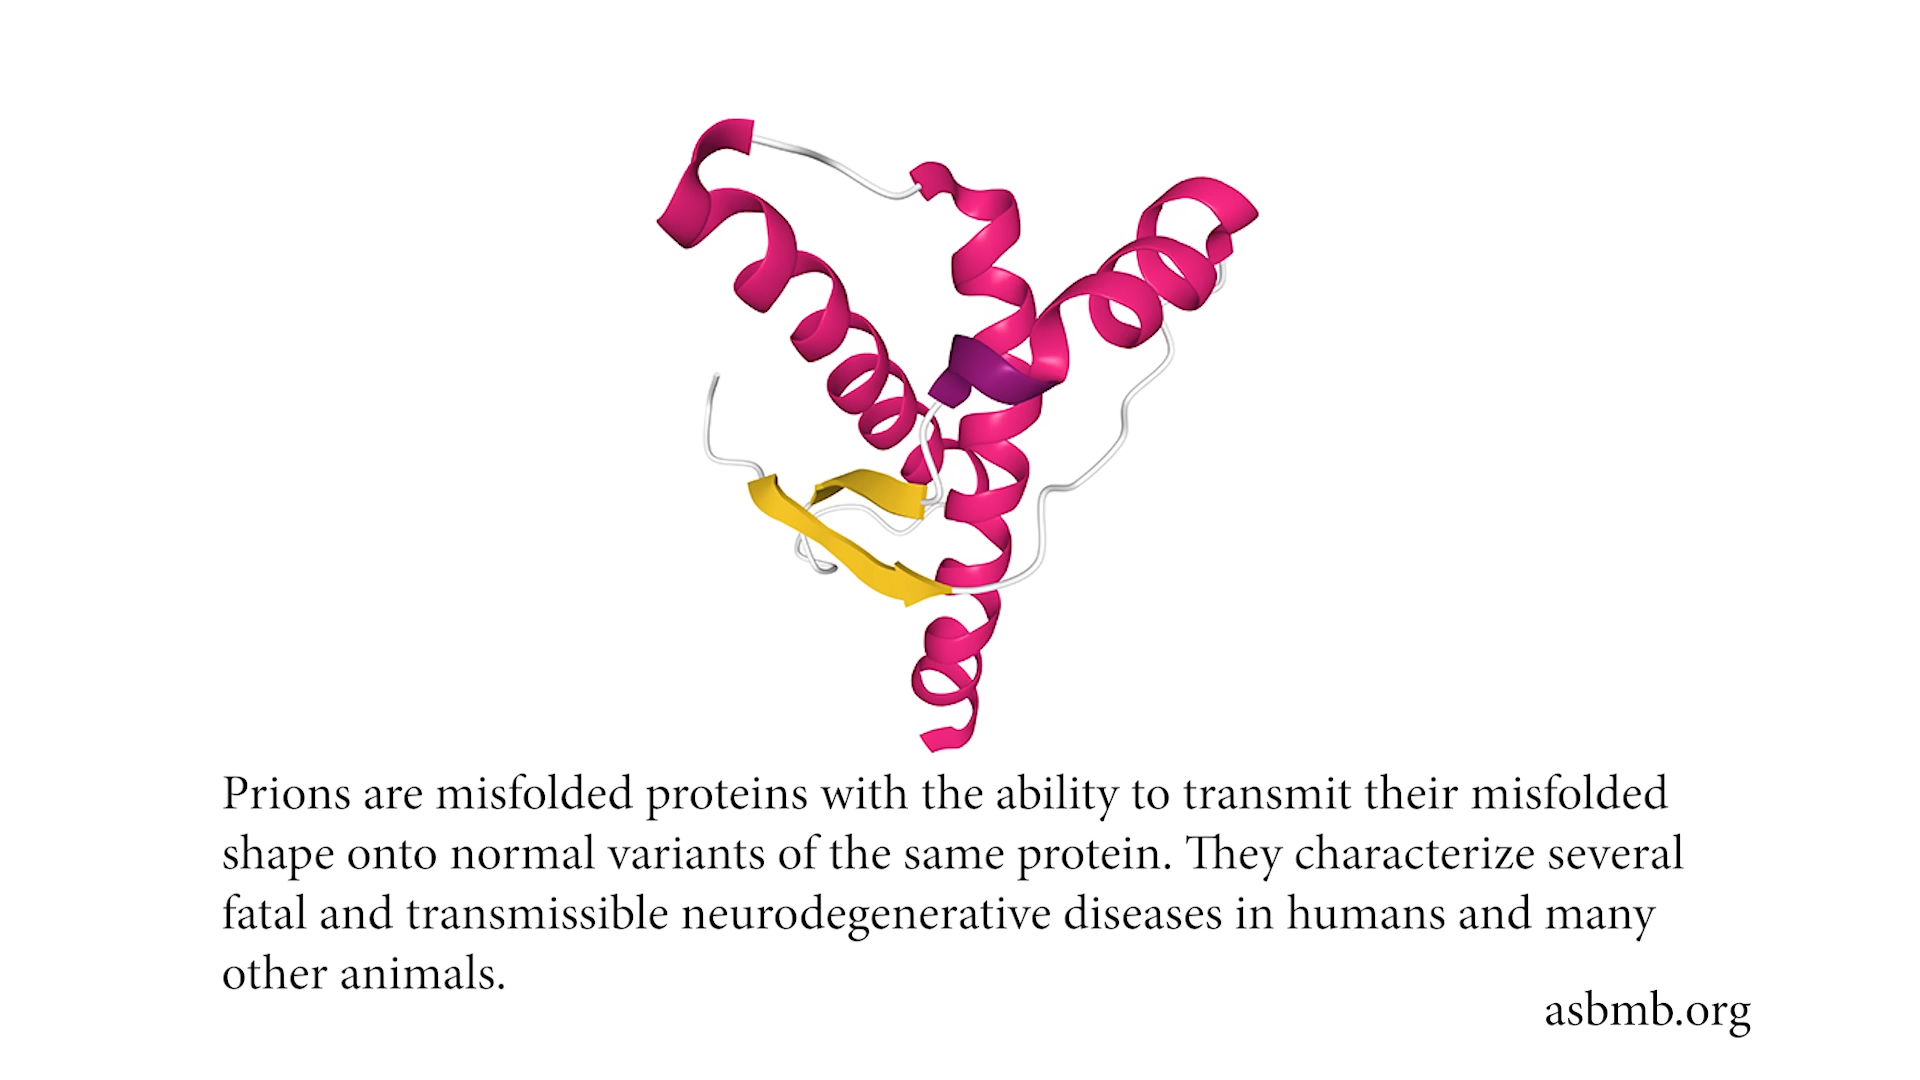 Prions are misfolded proteins with the ability to transmit their misfolded
shape onto normal variants of the same protein. They characterize several
fatal and transmissible neurodegenerative diseases in humans and many
other animals.
asbmb.org